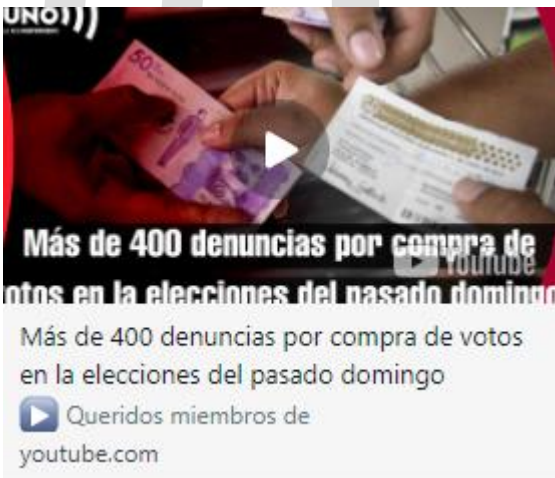 UNO)))
50
Más de 400 denuncias por compra de
YouTube
votos en la elecciones del pasado domingo
Más de 400 denuncias por compra de votos
en la elecciones del pasado domingo
Queridos miembros de
youtube.com